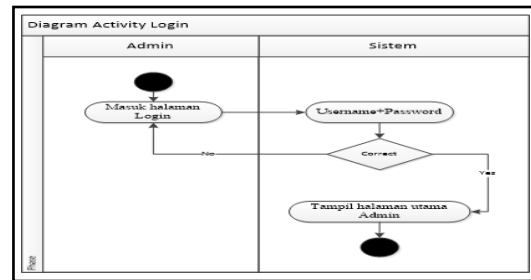 Diagram Activity Login
Admin
Sistem
Masuk halaman
Login
Username+Password
Correct
No
Yes
Tampil halaman utama
Admin
Phase